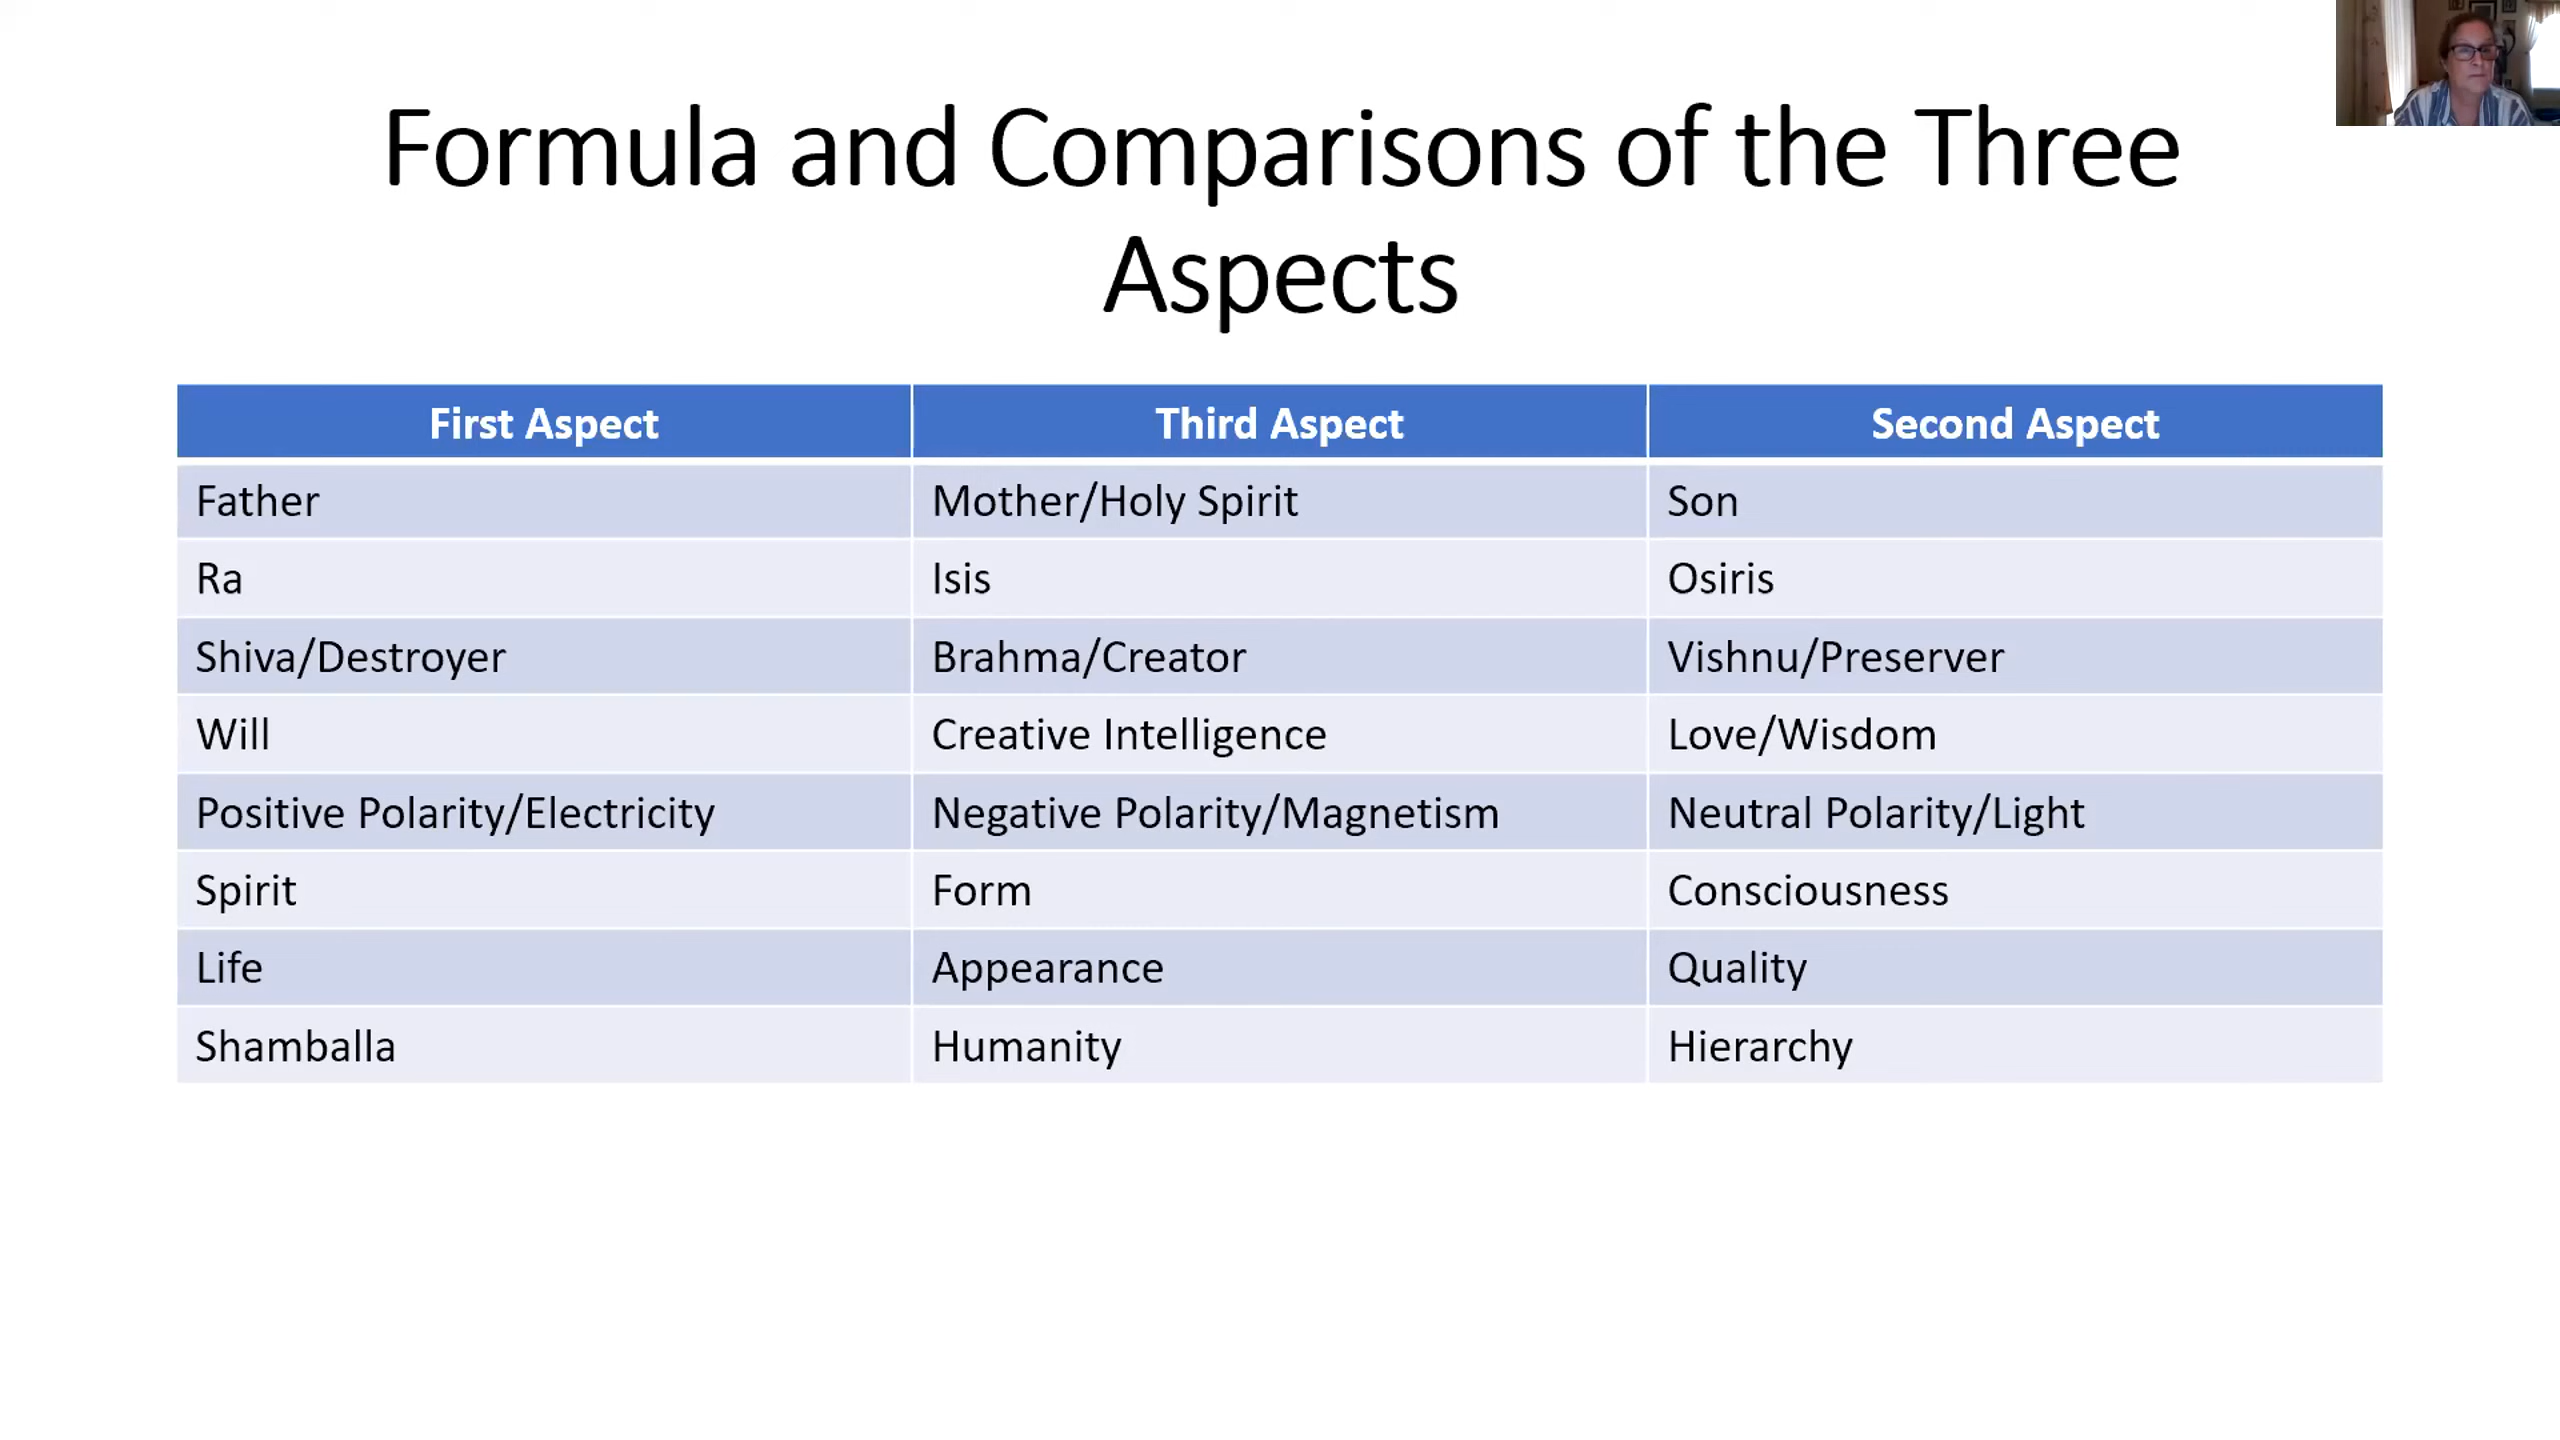 Formula and Comparisons of the Three
Aspects
First Aspect Third Aspect Second Aspect
Father Mother/Holy Spirit Son
Ra Isis Osiris
Shiva/Destroyer Brahma/Creator Vishnu/Preserver
Will Creative Intelligence Love/Wisdom
Positive Polarity/Electricity Negative Polarity/Magnetism Neutral Polarity/Light
Spirit Form Consciousness
Life Appearance Quality
Shamballa Humanity Hierarchy